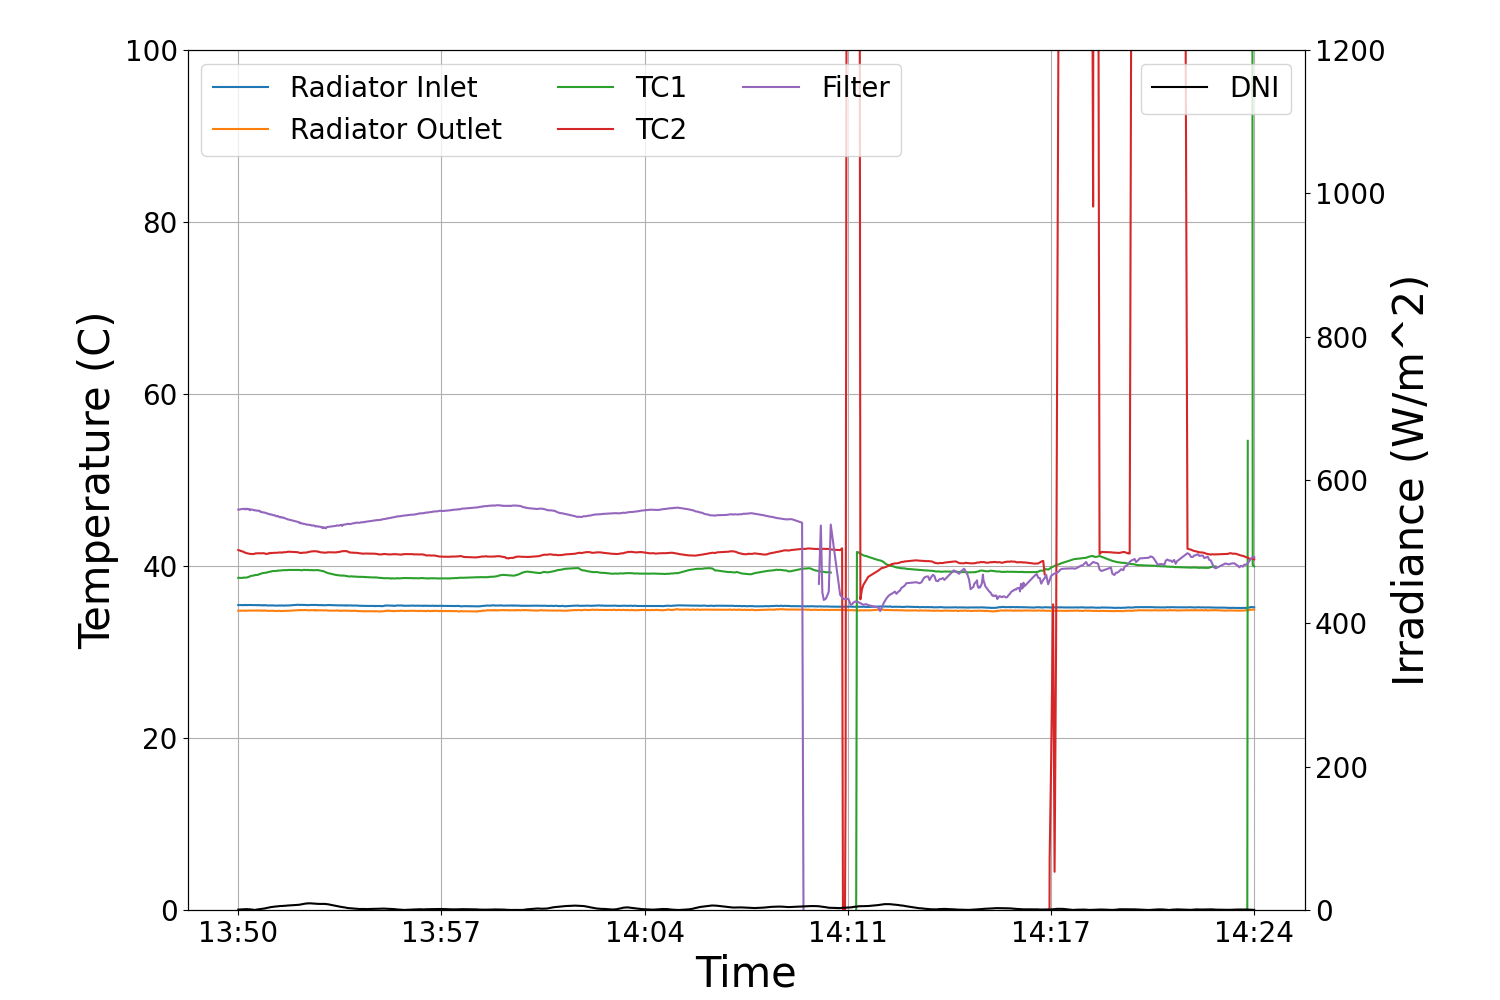 100
80
60
40
20
0
Temperature (C)
Radiator Inlet
Radiator Outlet
TC1
TC2
Filter
DNI
1200
1000
800
600
400
200
0
Irradiance (W/m^2)
13:50 13:57 14:04 14:11 14:17 14:24
Time